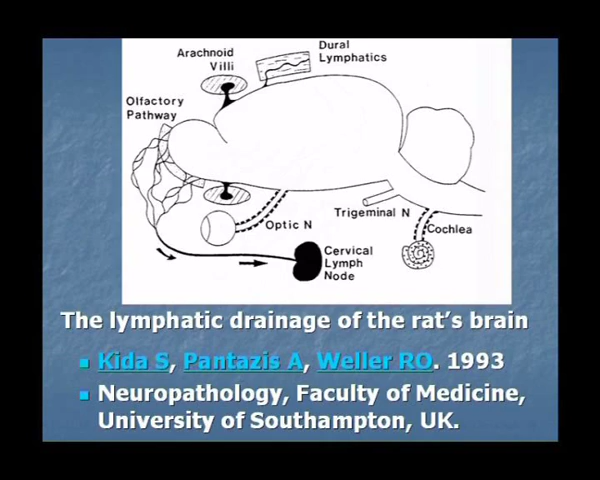 Arachnoid
Villi
Dural
Lymphatics
Olfactory
Pathway
Optic N
Trigeminal N
Cochlea
Cervical
Lymph
Node
The lymphatic drainage of the rat's brain
Kida S, Pantazis A, Weller RO. 1993
Neuropathology, Faculty of Medicine,
University of Southampton, UK.